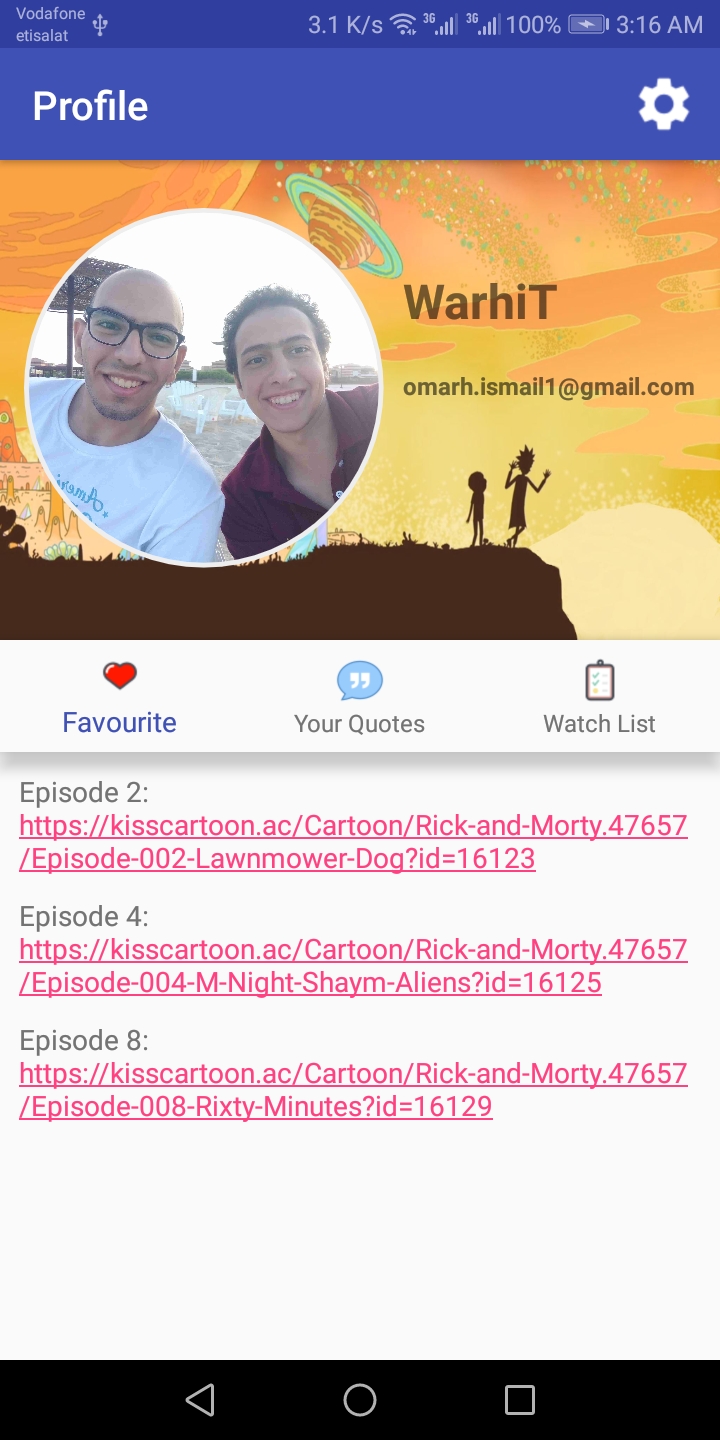 Vodafone
etisalat
3.1 K/s 3G 3G 100% 3:16 AM
Profile
WarhiT
omarh.ismail1@gmail.com
Ameri
Favourite
Your Quotes
Watch List
Episode 2:
https://kisscartoon.ac/Cartoon/Rick-and-Morty.47657
/Episode-002-Lawnmower-Dog?id=16123
Episode 4:
https://kisscartoon.ac/Cartoon/Rick-and-Morty.47657
/Episode-004-M-Night-Shaym-Aliens?id=16125
Episode 8:
https://kisscartoon.ac/Cartoon/Rick-and-Morty.47657
/Episode-008-Rixty-Minutes?id=16129